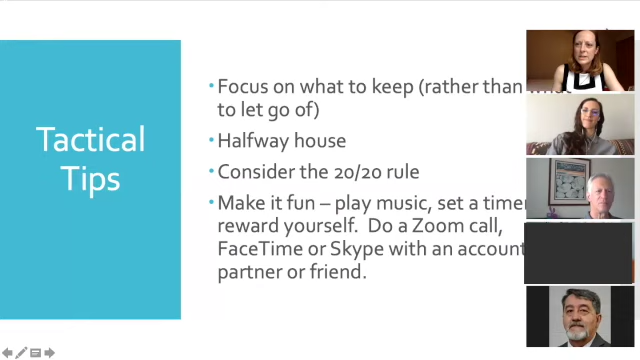 Tactical
Tips
• Focus on what to keep (rather than what
to let go of)
• Halfway house
• Consider the 20/20 rule
• Make it fun – play music, set a timer
reward yourself. Do a Zoom call,
FaceTime or Skype with an account
partner or friend.